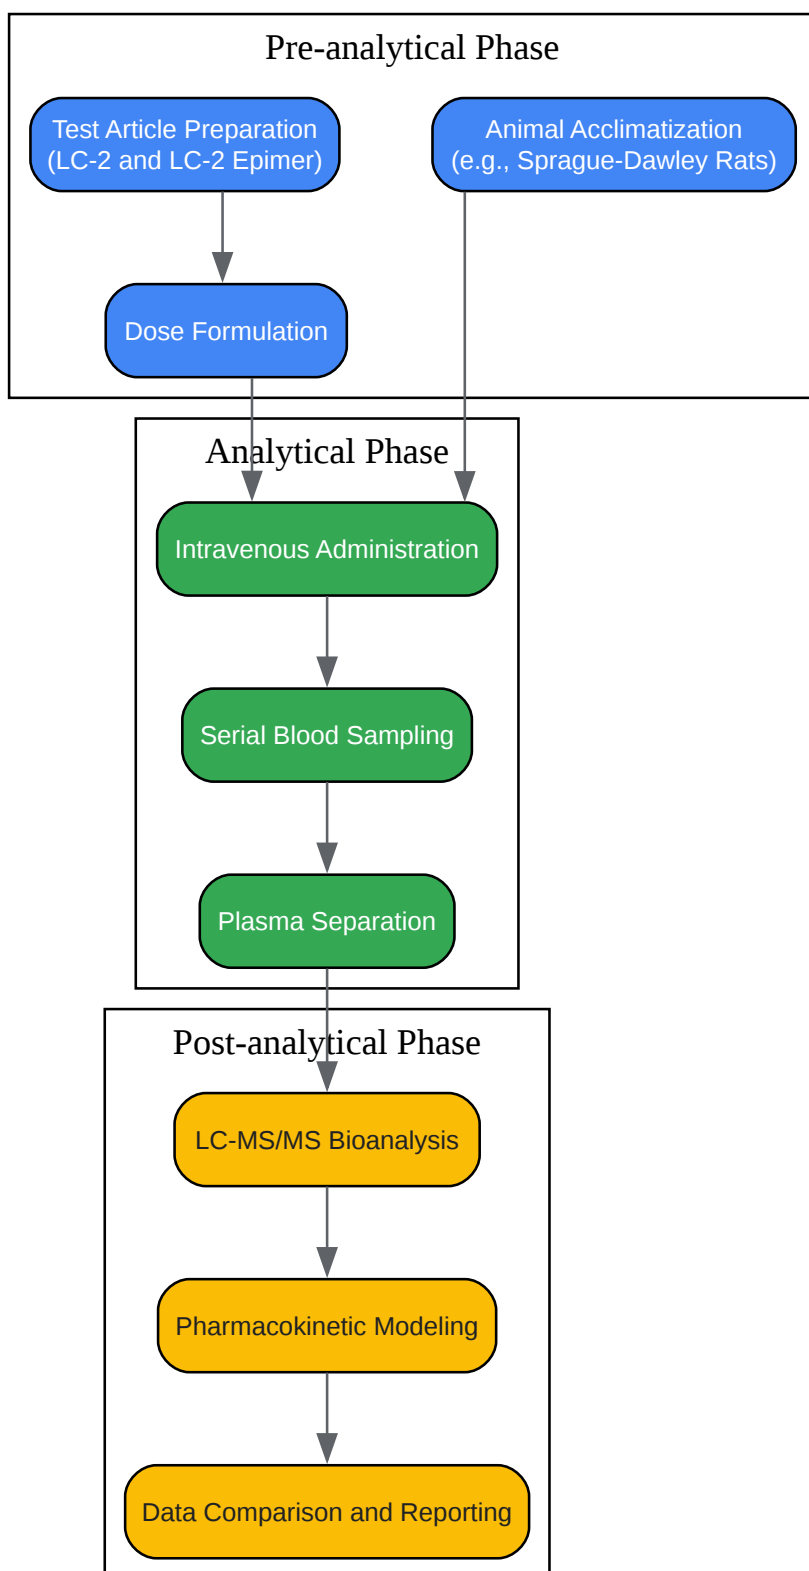 Pre-analytical Phase
Test Article Preparation
(LC-2 and LC-2 Epimer)
Animal Acclimatization
(e.g., Sprague-Dawley Rats)
Dose Formulation
Analytical Phase
Intravenous Administration
Serial Blood Sampling
Plasma Separation
Post-analytical Phase
LC-MS/MS Bioanalysis
Pharmacokinetic Modeling
Data Comparison and Reporting